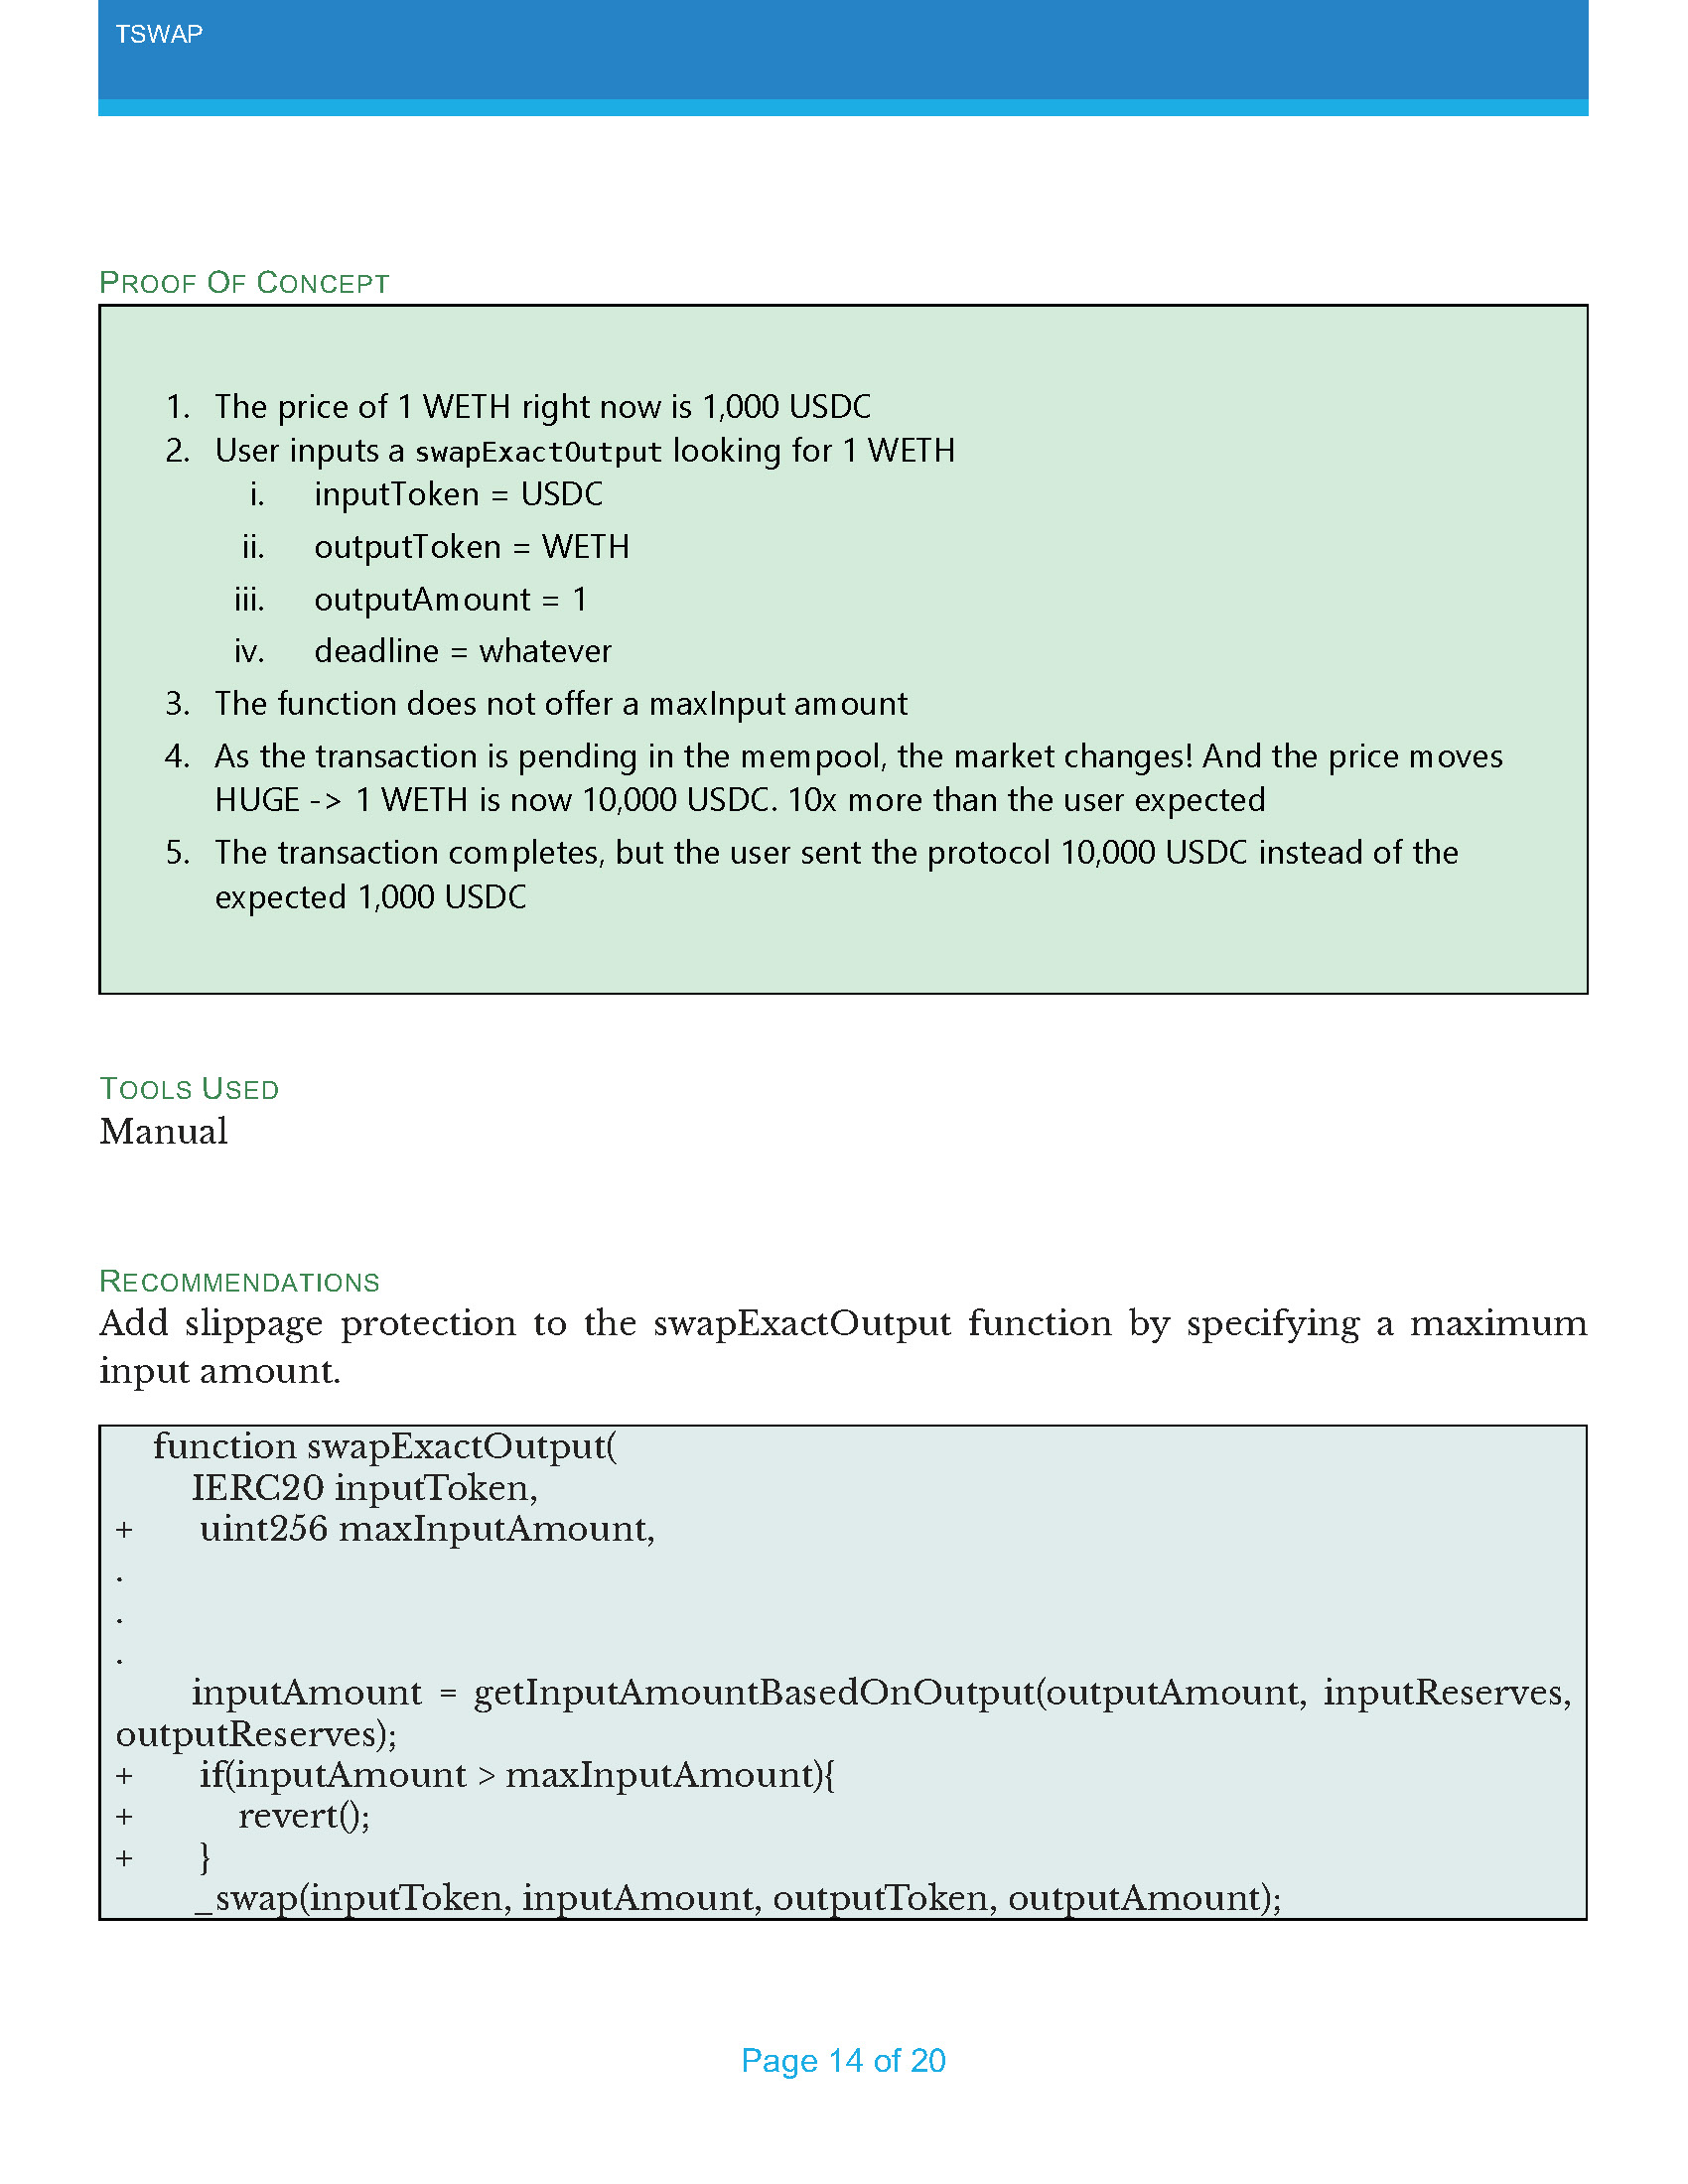 TSWAP
PROOF OF CONCEPT
1. The price of 1 WETH right now is 1,000 USDC
2. User inputs a swapExactOutput looking for 1 WETH
i. inputToken = USDC
ii. outputToken = WETH
iii. outputAmount = 1
iv. deadline = whatever
3. The function does not offer a maxInput amount
4. As the transaction is pending in the mempool, the market changes! And the price moves
HUGE -> 1 WETH is now 10,000 USDC. 10x more than the user expected
5. The transaction completes, but the user sent the protocol 10,000 USDC instead of the
expected 1,000 USDC
TOOLS USED
Manual
RECOMMENDATIONS
Add slippage protection to the swapExactOutput function by specifying a maximum
input amount.
function swapExactOutput(
IERC20 inputToken,
+ uint256 maxInputAmount,
.
.
.
inputAmount = getInputAmountBasedOnOutput(outputAmount, inputReserves,
outputReserves);
+ if(inputAmount > maxInputAmount){
+ revert();
+ }
_swap(inputToken, inputAmount, outputToken, outputAmount);
Page 14 of 20